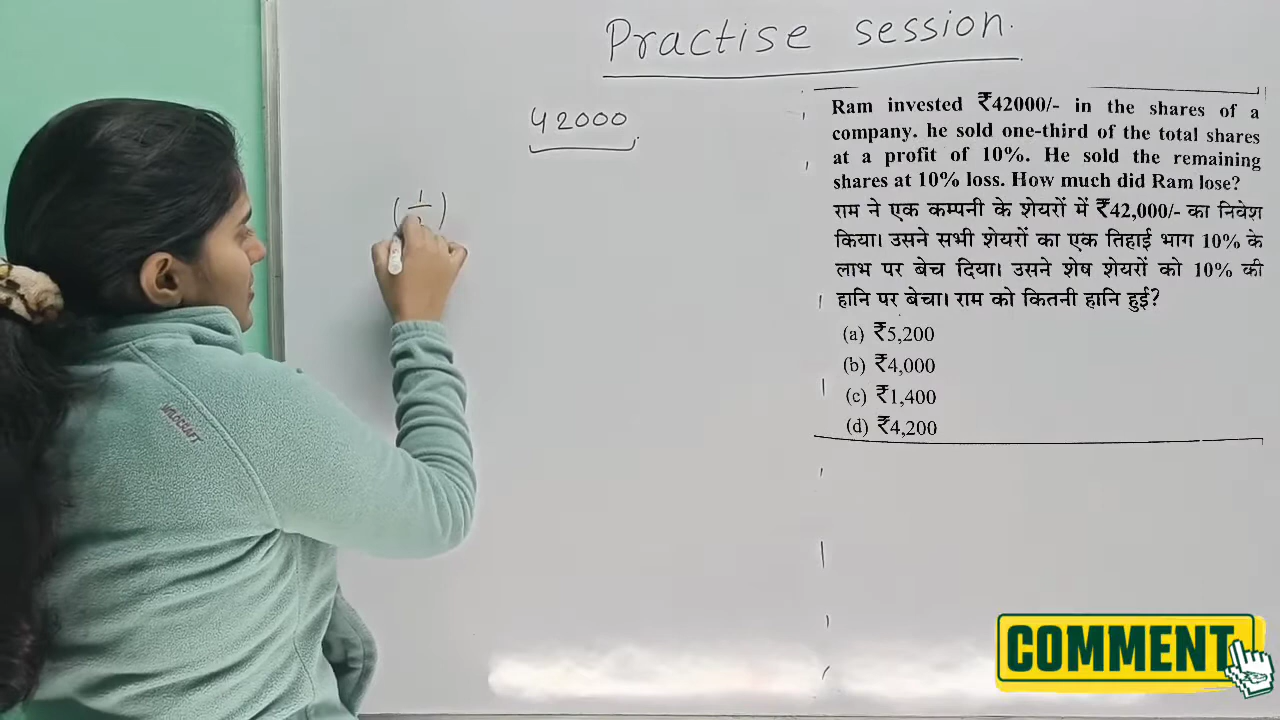 Practise session.
42000
(1/
Ram invested ₹42000/- in the shares of a
company. he sold one-third of the total shares
at a profit of 10%. He sold the remaining
shares at 10% loss. How much did Ram lose?
राम ने एक कम्पनी के शेयरों में ₹42,000/- का निवेश
किया। उसने सभी शेयरों का एक तिहाई भाग 10% के
लाभ पर बेच दिया। उसने शेष शेयरों को 10% की
हानि पर बेचा। राम को कितनी हानि हुई?
(a) ₹5,200
(b) ₹4,000
(c) ₹1,400
(d) ₹4,200
WILDCRAFT
COMMENT